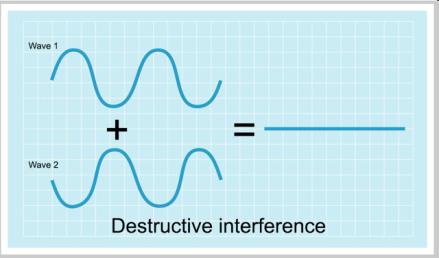 Wave 1
+
=
Wave 2
Destructive interference